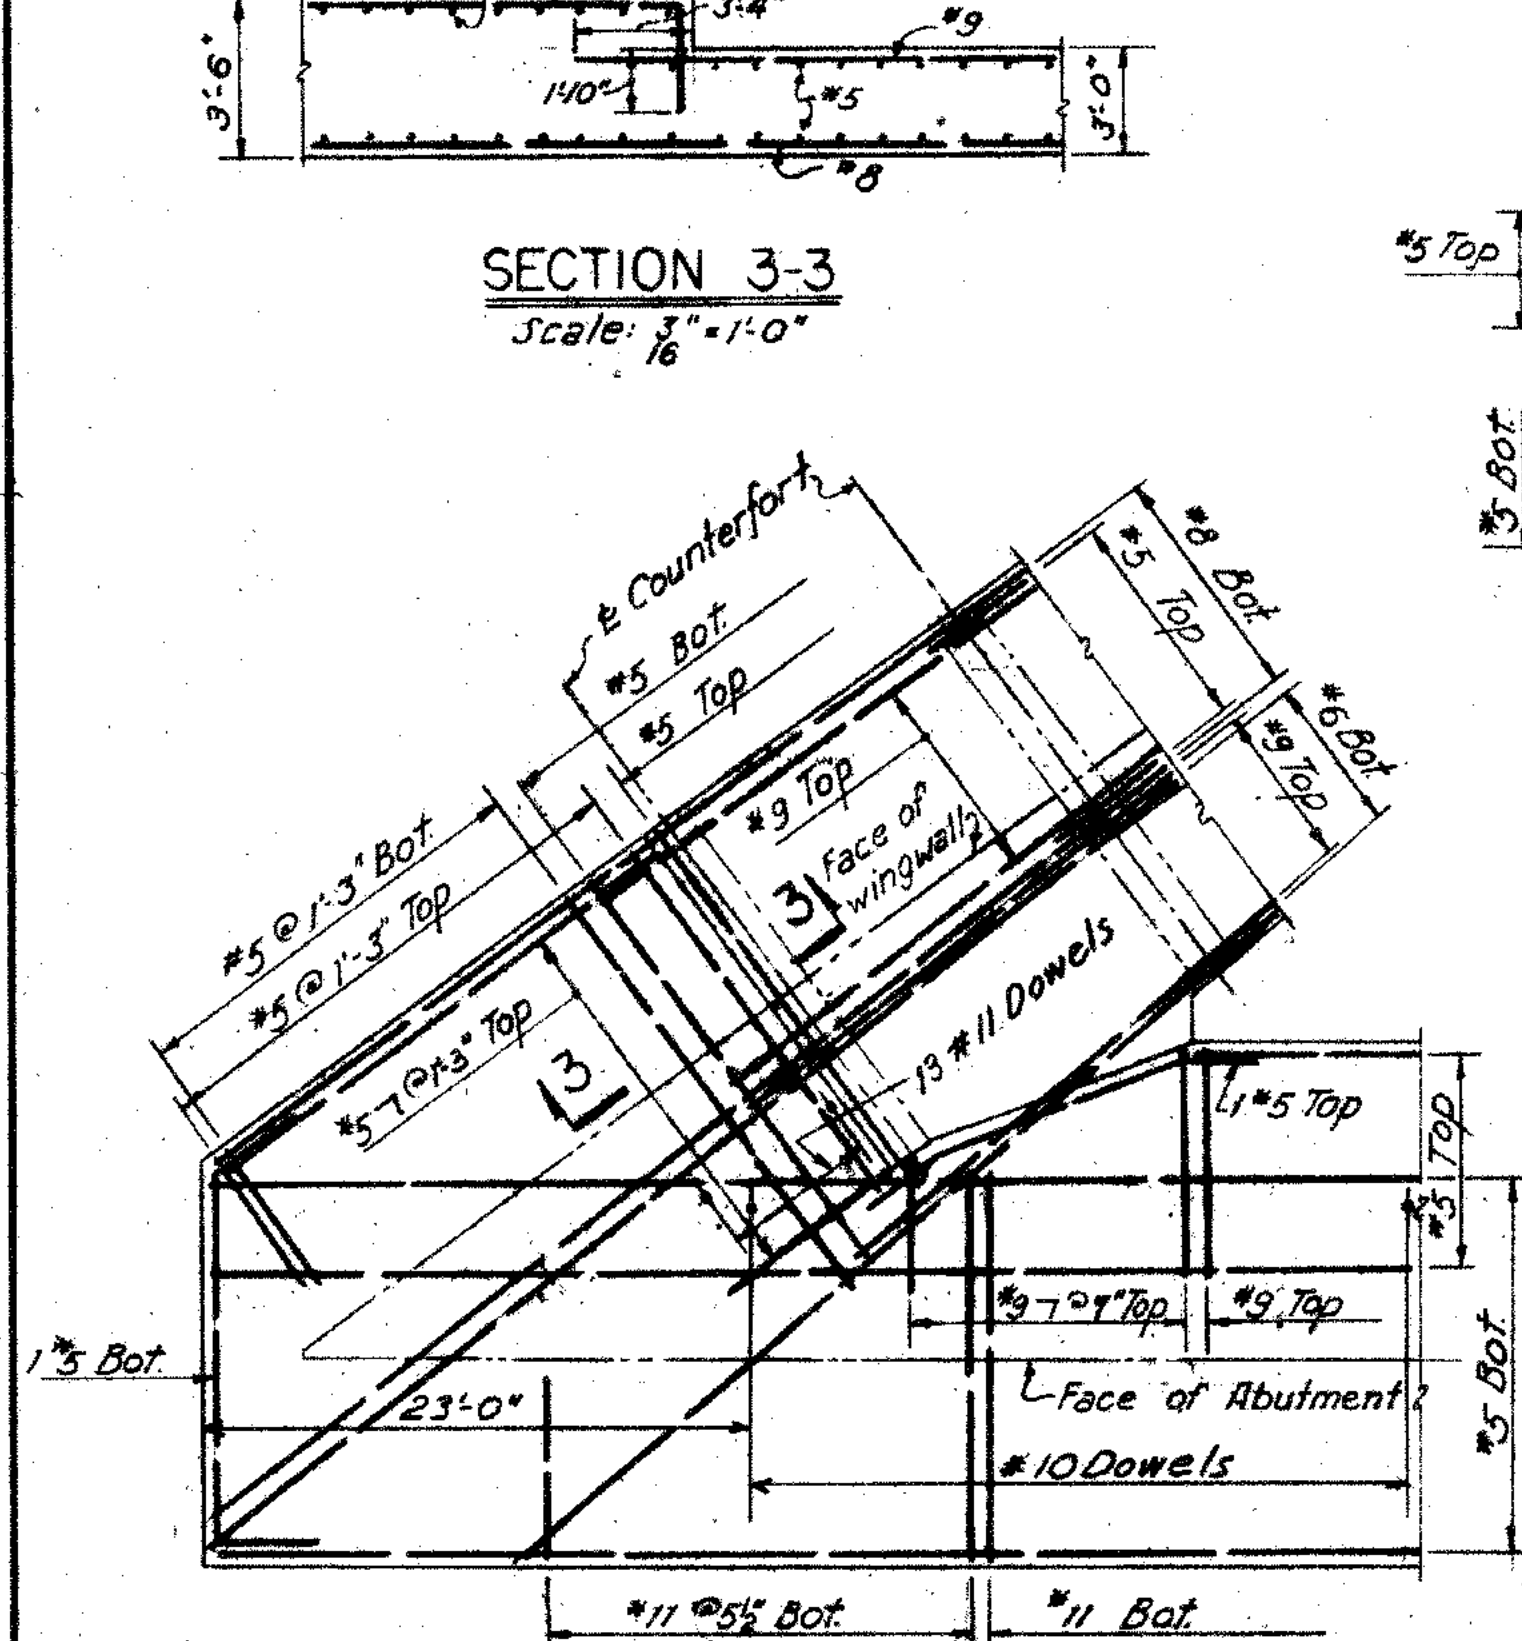 3'-4"
#9
3'-6"
1'-10"
#5
3'-0"
#8
SECTION 3-3
Scale: 3/16" = 1'-0"
#5 Top
#5 Bot.
℄ Counterfort
#5 Bot.
#5 Top
#8 Bot.
#5 Top
#6 Bot.
#9 Top
#9 Top
Face of
wingwall
3
#5 @ 1'-3" Bot.
#5 @ 1'-3" Top
#5 7 @ 1'-3" Top
3
13 #11 Dowels
1 #5 Top
#5 Top
#9 7 @ 9" Top
#9 Top
1 #5 Bot.
Face of Abutment
23'-0"
#5 Bot.
#10 Dowels
#11 @ 5½" Bot.
#11 Bot.